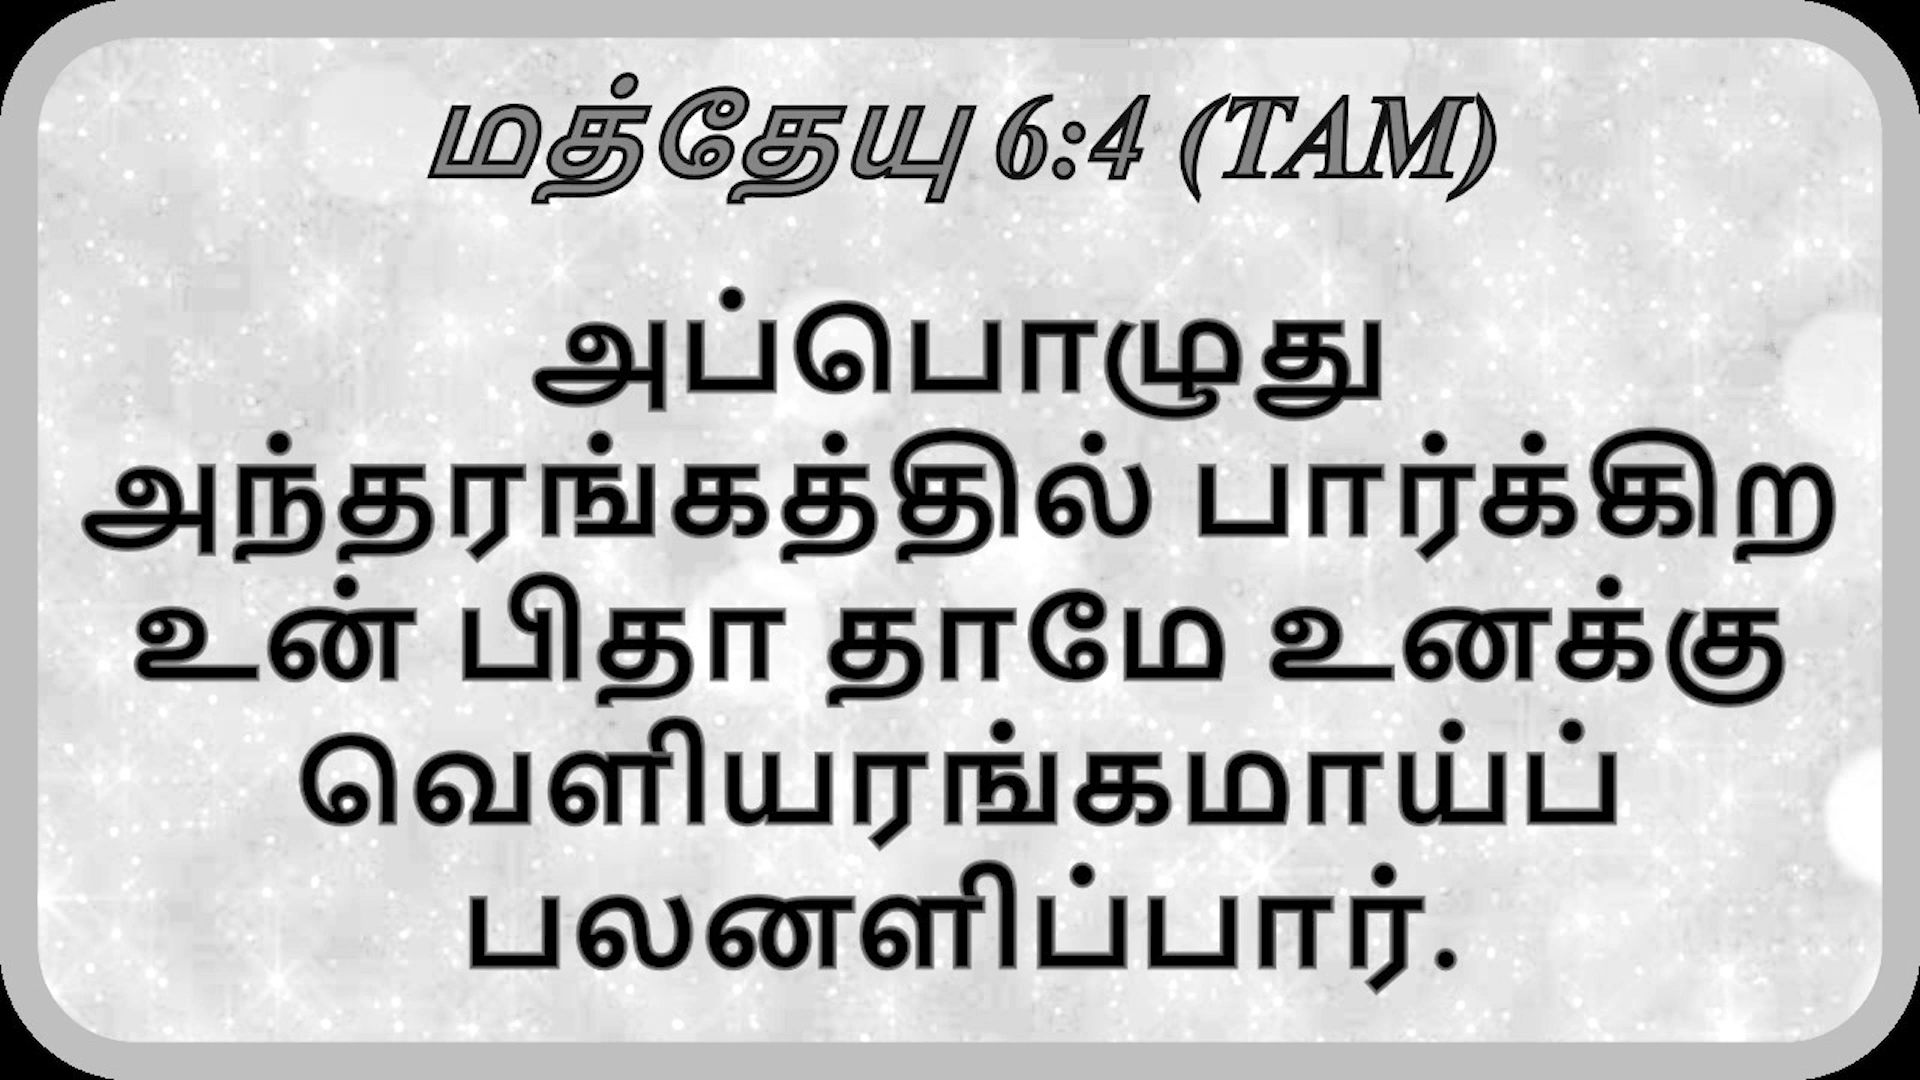 மத்தேயு 6:4 (TAM)
அப்பொழுது
அந்தரங்கத்தில் பார்க்கிற
உன் பிதா தாமே உனக்கு
வெளியரங்கமாய்ப்
பலனளிப்பார்.